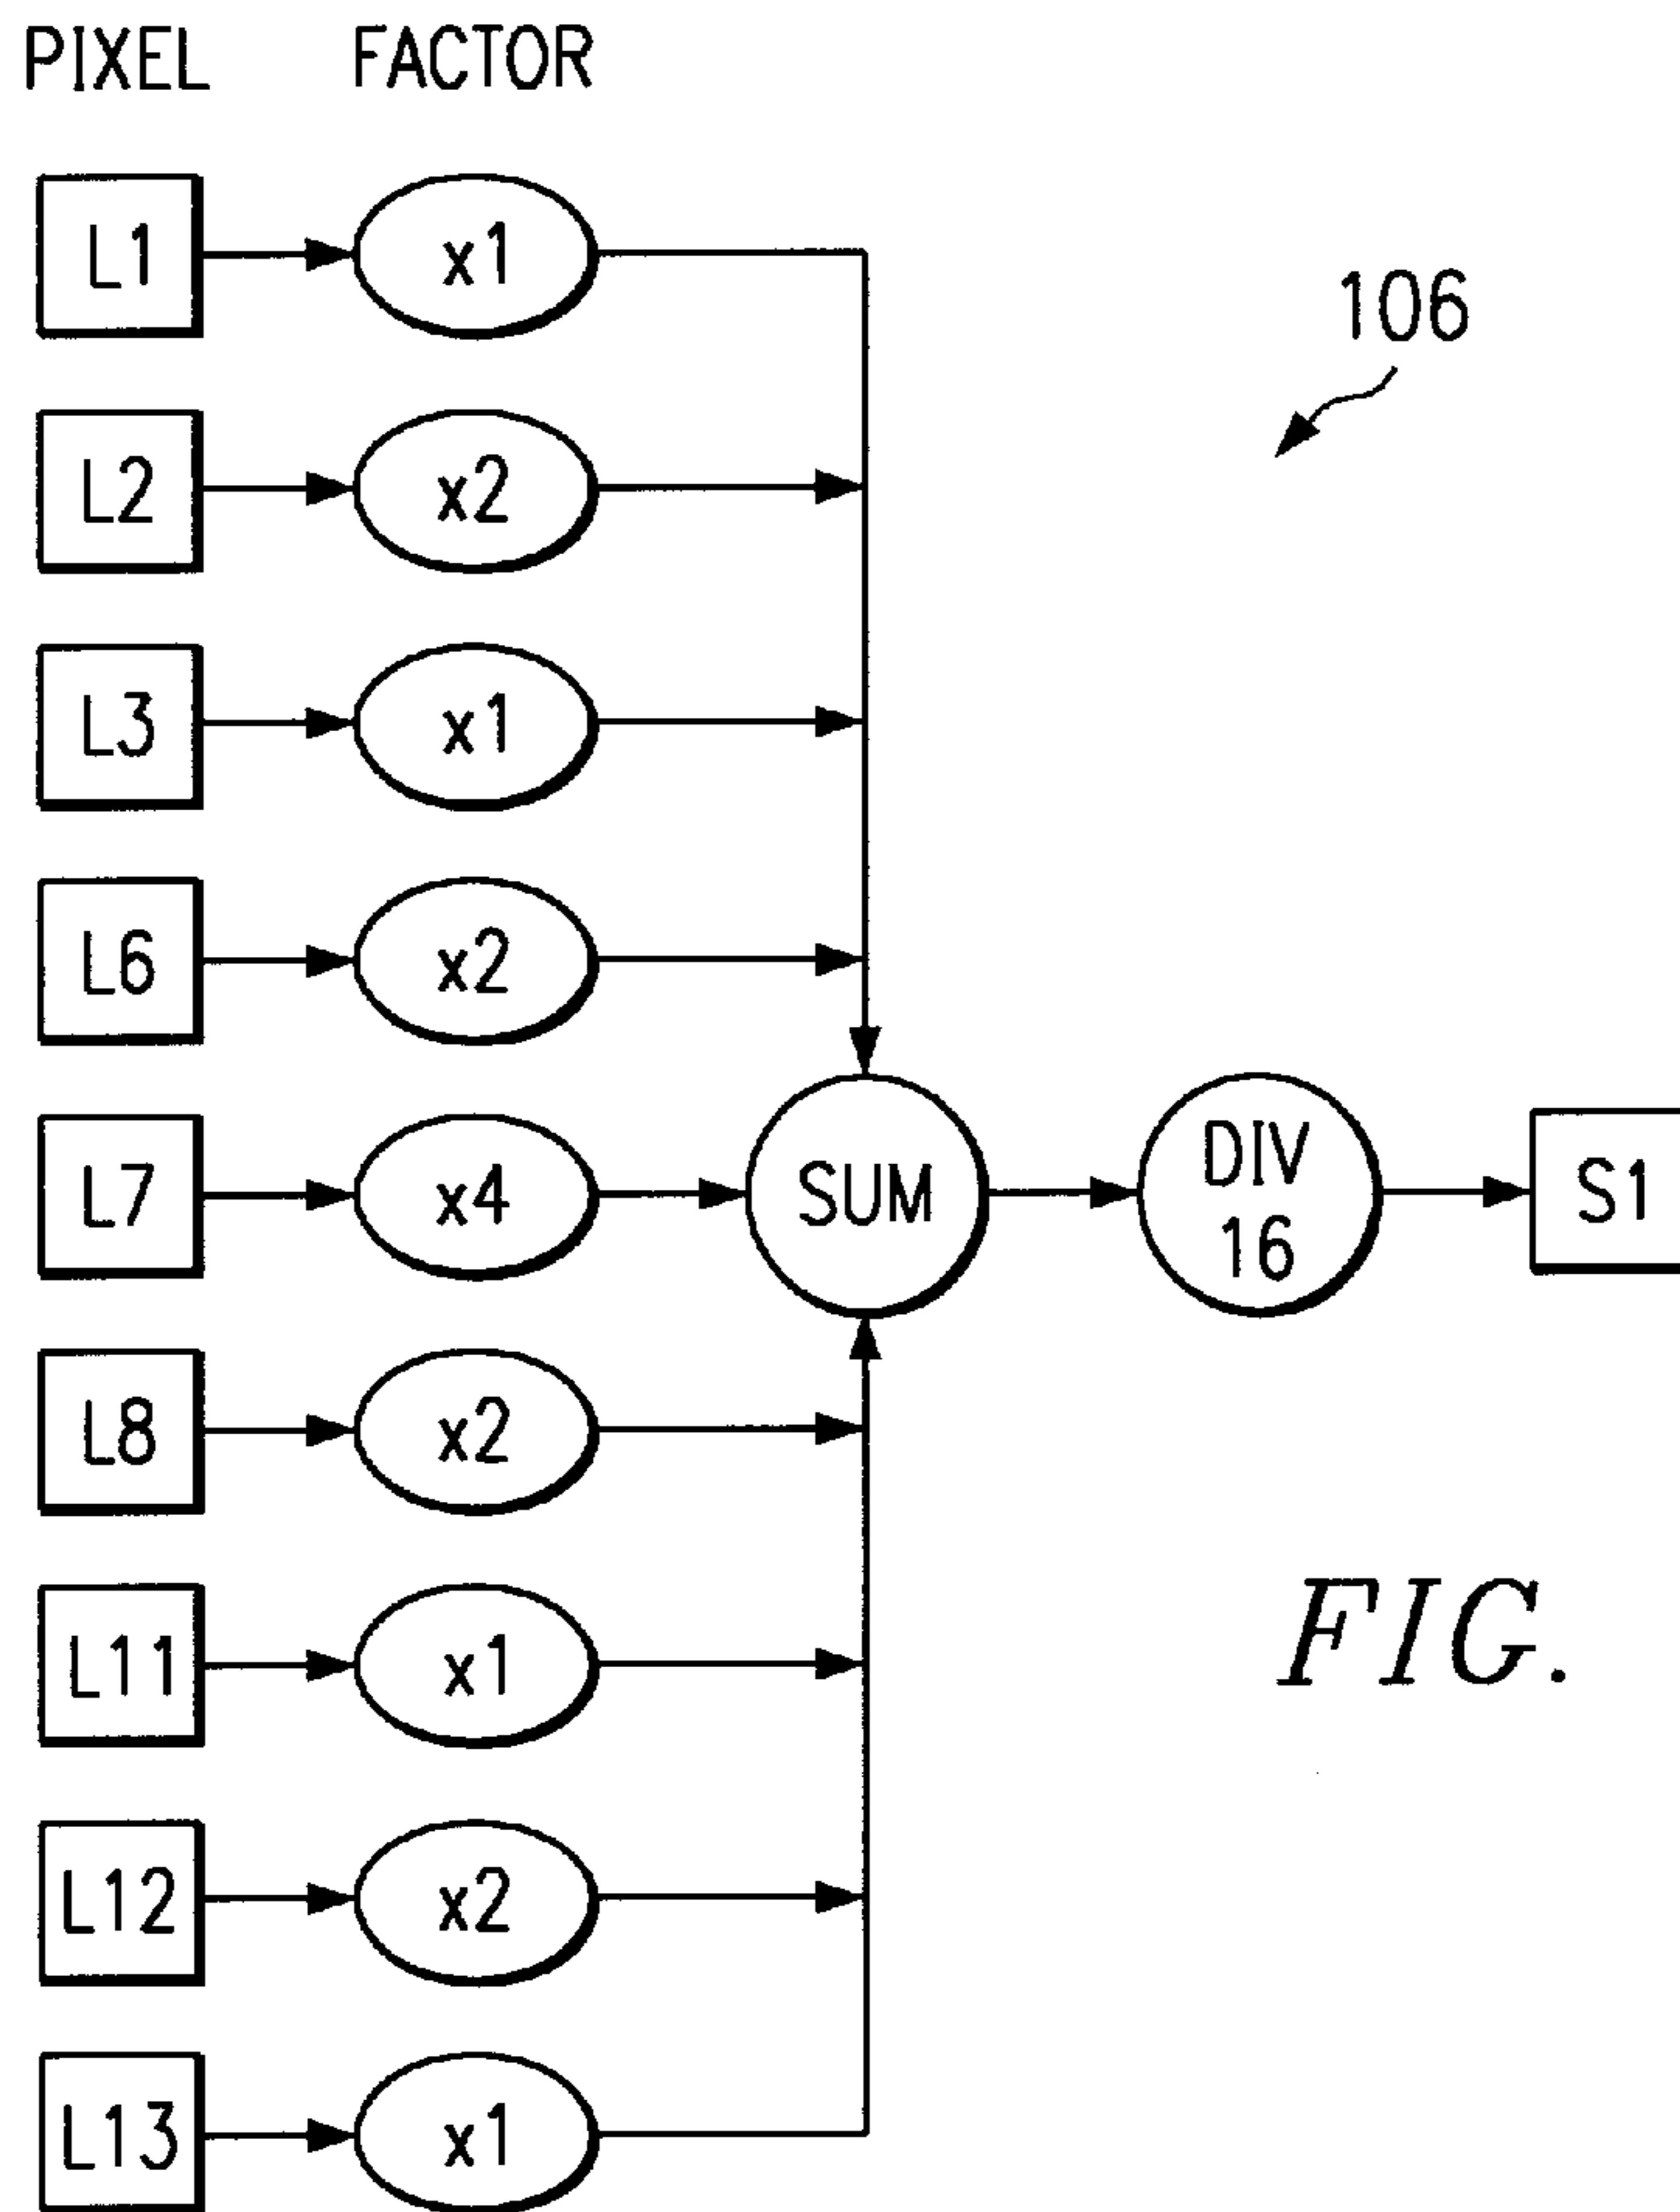 PIXEL FACTOR
L1 x1
106
L2 x2
L3 x1
L6 x2
L7 x4 SUM DIV 16 S1
L8 x2
L11 x1
FIG.
L12 x2
L13 x1